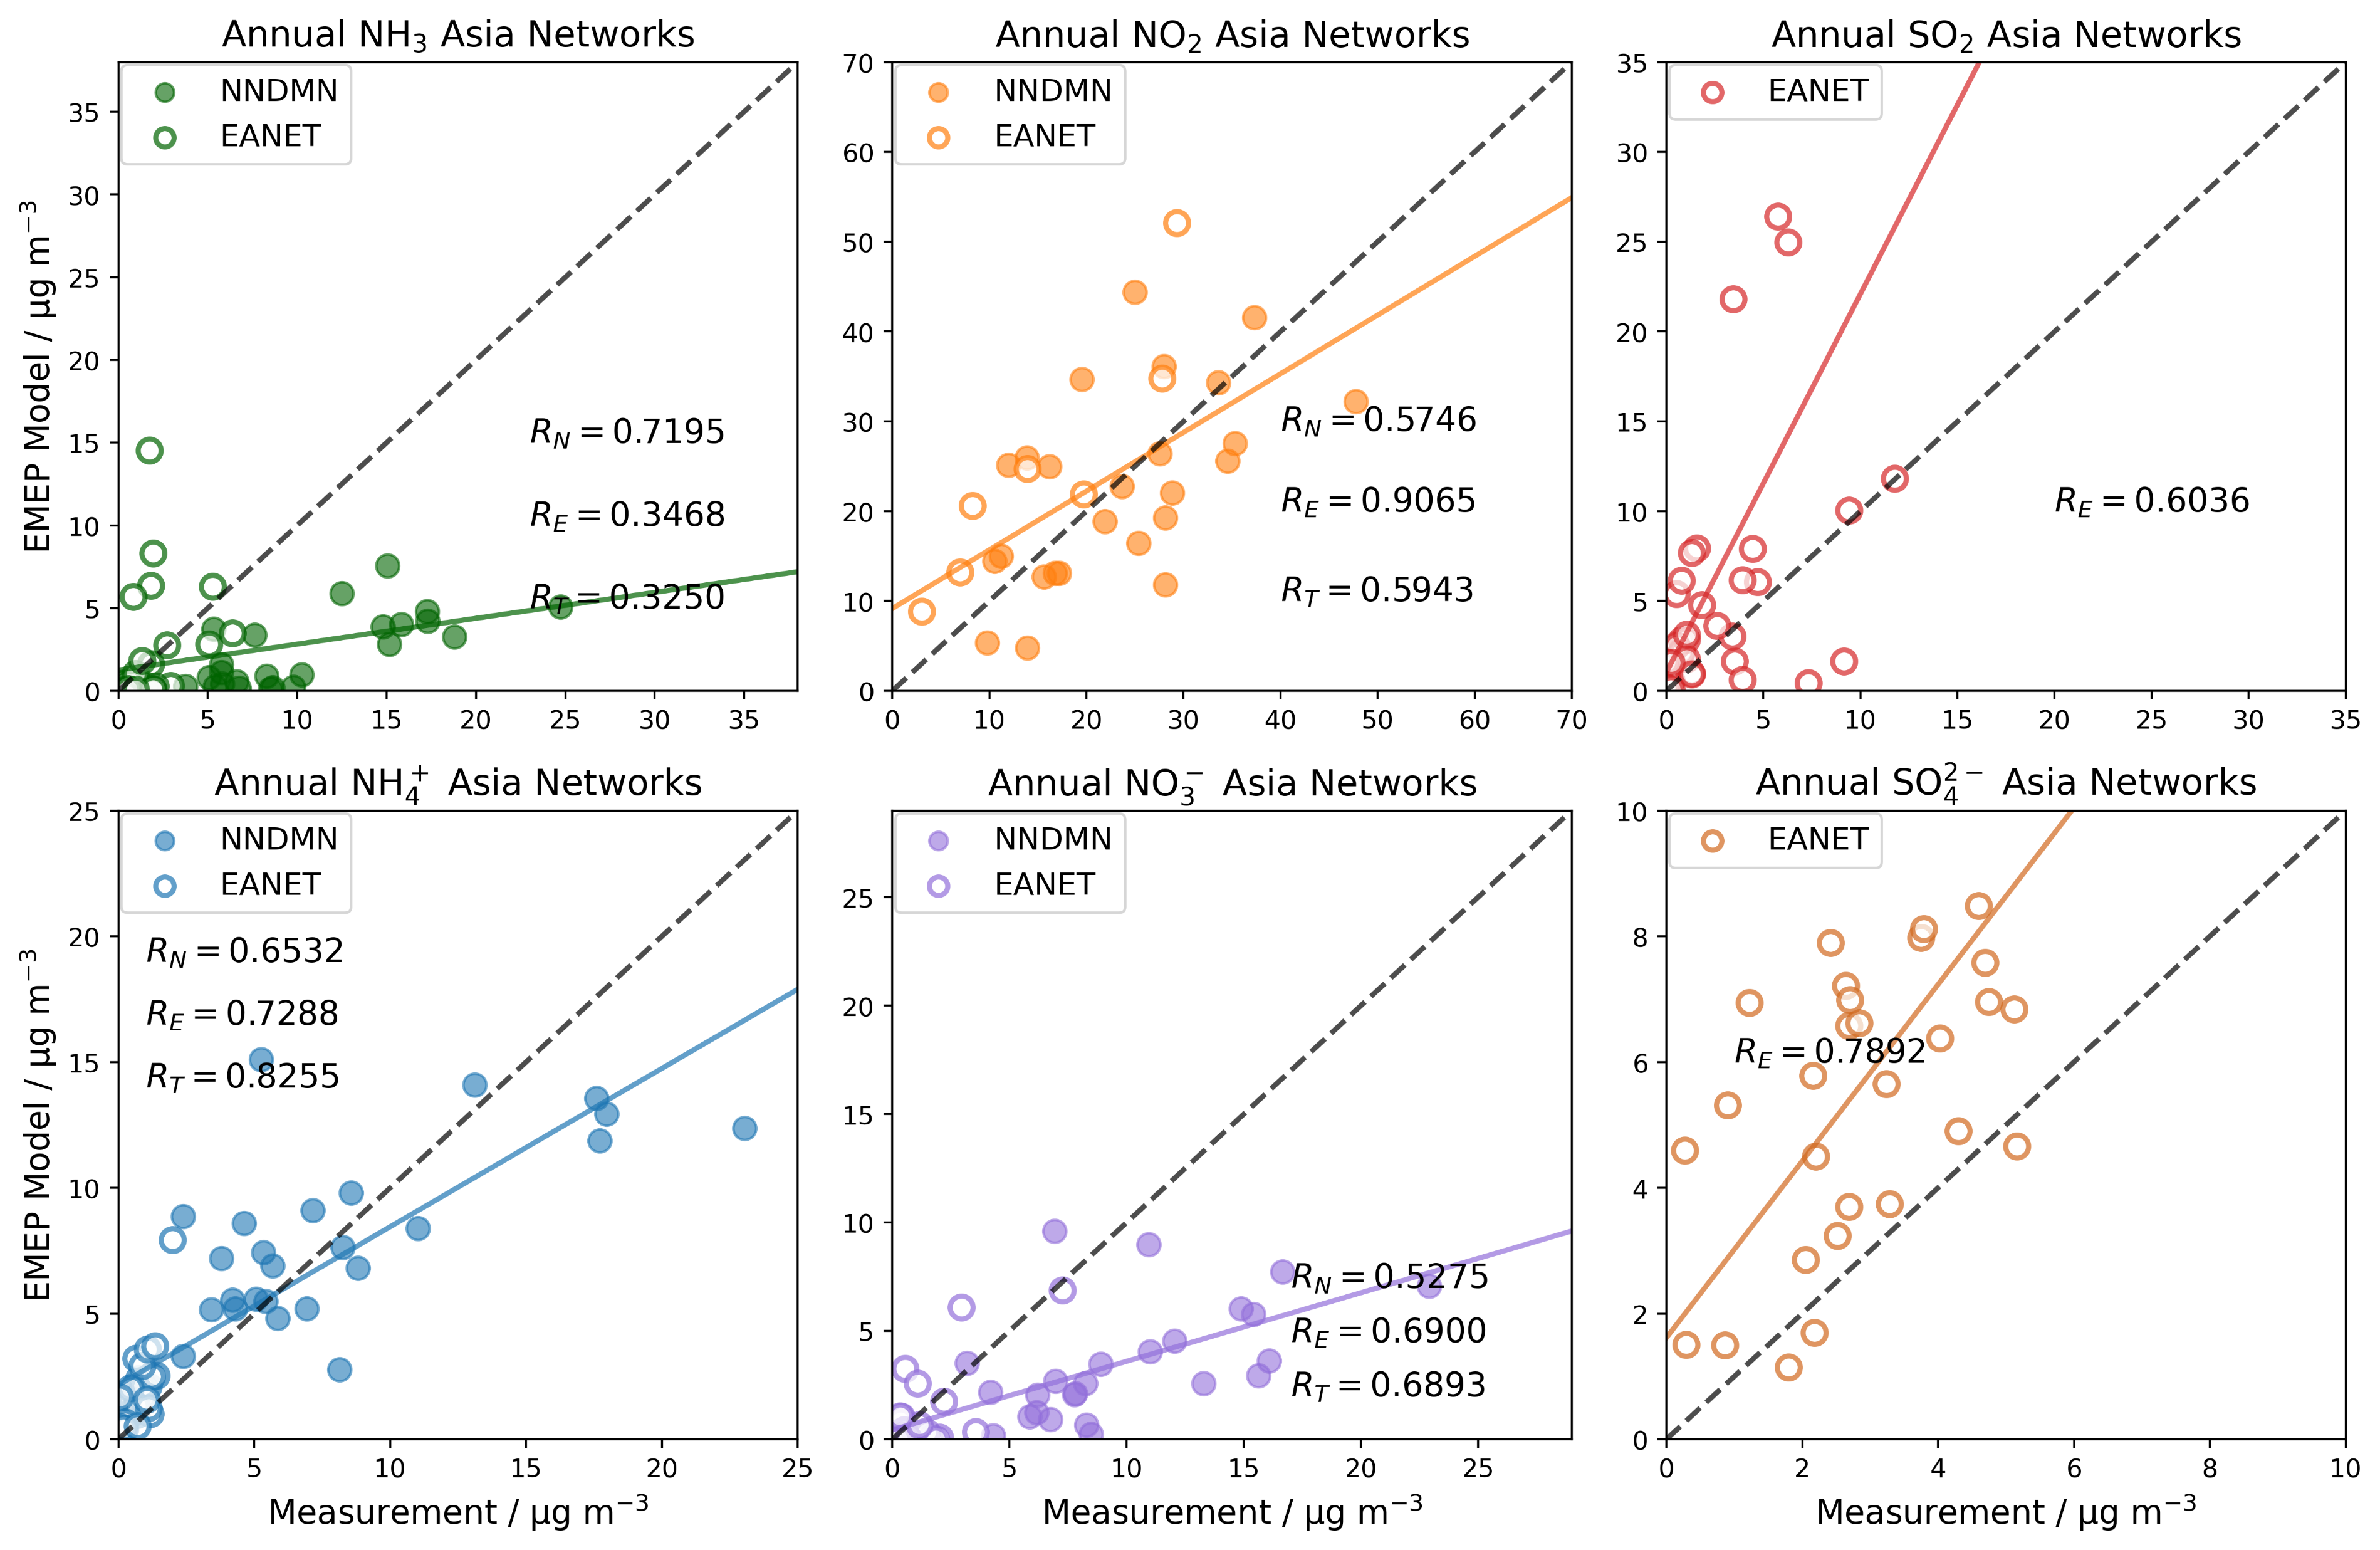 Annual NH₃ Asia Networks
NNDMN
EANET
R_N = 0.7195
R_E = 0.3468
R_T = 0.3250
EMEP Model / μg m⁻³
35
30
25
20
15
10
5
0
0 5 10 15 20 25 30 35
Annual NO₂ Asia Networks
NNDMN
EANET
R_N = 0.5746
R_E = 0.9065
R_T = 0.5943
70
60
50
40
30
20
10
0
0 10 20 30 40 50 60 70
Annual SO₂ Asia Networks
EANET
R_E = 0.6036
35
30
25
20
15
10
5
0
0 5 10 15 20 25 30 35
Annual NH₄⁺ Asia Networks
NNDMN
EANET
R_N = 0.6532
R_E = 0.7288
R_T = 0.8255
EMEP Model / μg m⁻³
25
20
15
10
5
0
0 5 10 15 20 25
Measurement / μg m⁻³
Annual NO₃⁻ Asia Networks
NNDMN
EANET
R_N = 0.5275
R_E = 0.6900
R_T = 0.6893
25
20
15
10
5
0
0 5 10 15 20 25
Measurement / μg m⁻³
Annual SO₄²⁻ Asia Networks
EANET
R_E = 0.7892
10
8
6
4
2
0
0 2 4 6 8 10
Measurement / μg m⁻³